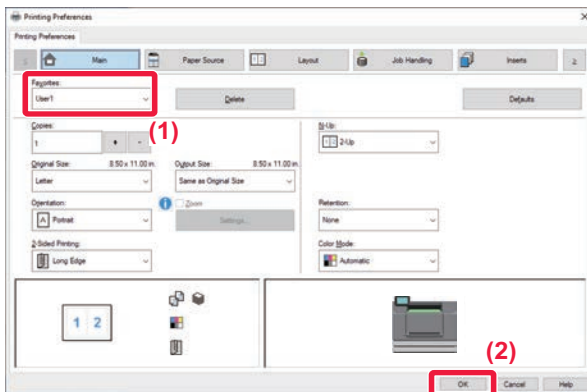 Printing Preferences
Printing Preferences
Main
Paper Source
Layout
Job Handling
Inserts
Favorites:
User1
Delete
Defaults
(1)
Copies:
1
+
-
N-Up:
2-Up
Original Size:
8.50 x 11.00 in.
Output Size:
8.50 x 11.00 in.
Letter
Same as Original Size
Orientation:
Zoom
Portrait
Settings...
Retention:
None
2-Sided Printing:
Long Edge
Color Mode:
Automatic
1 2
(2)
OK
Cancel
Help